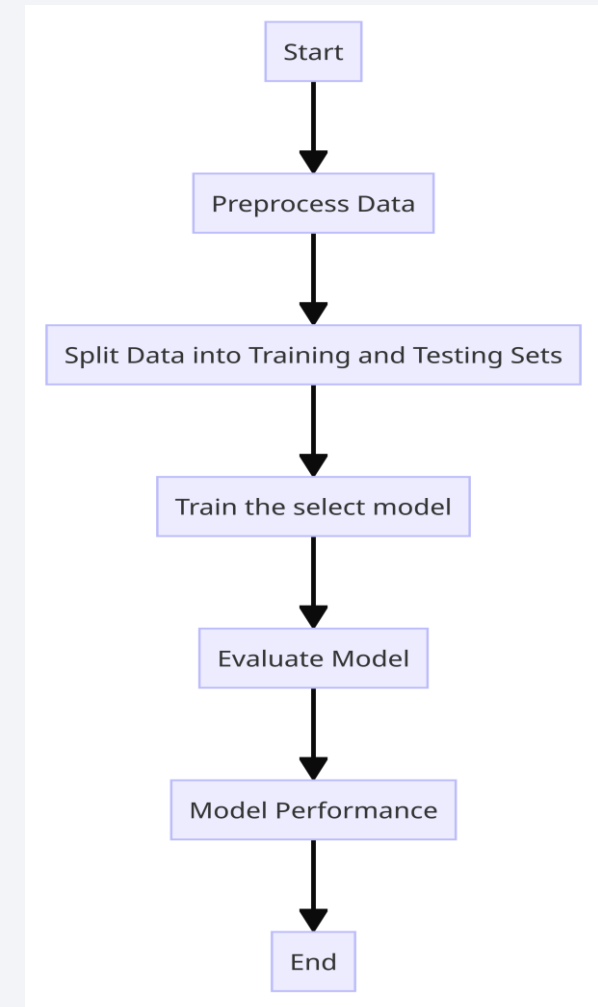 Start
Preprocess Data
Split Data into Training and Testing Sets
Train the select model
Evaluate Model
Model Performance
End